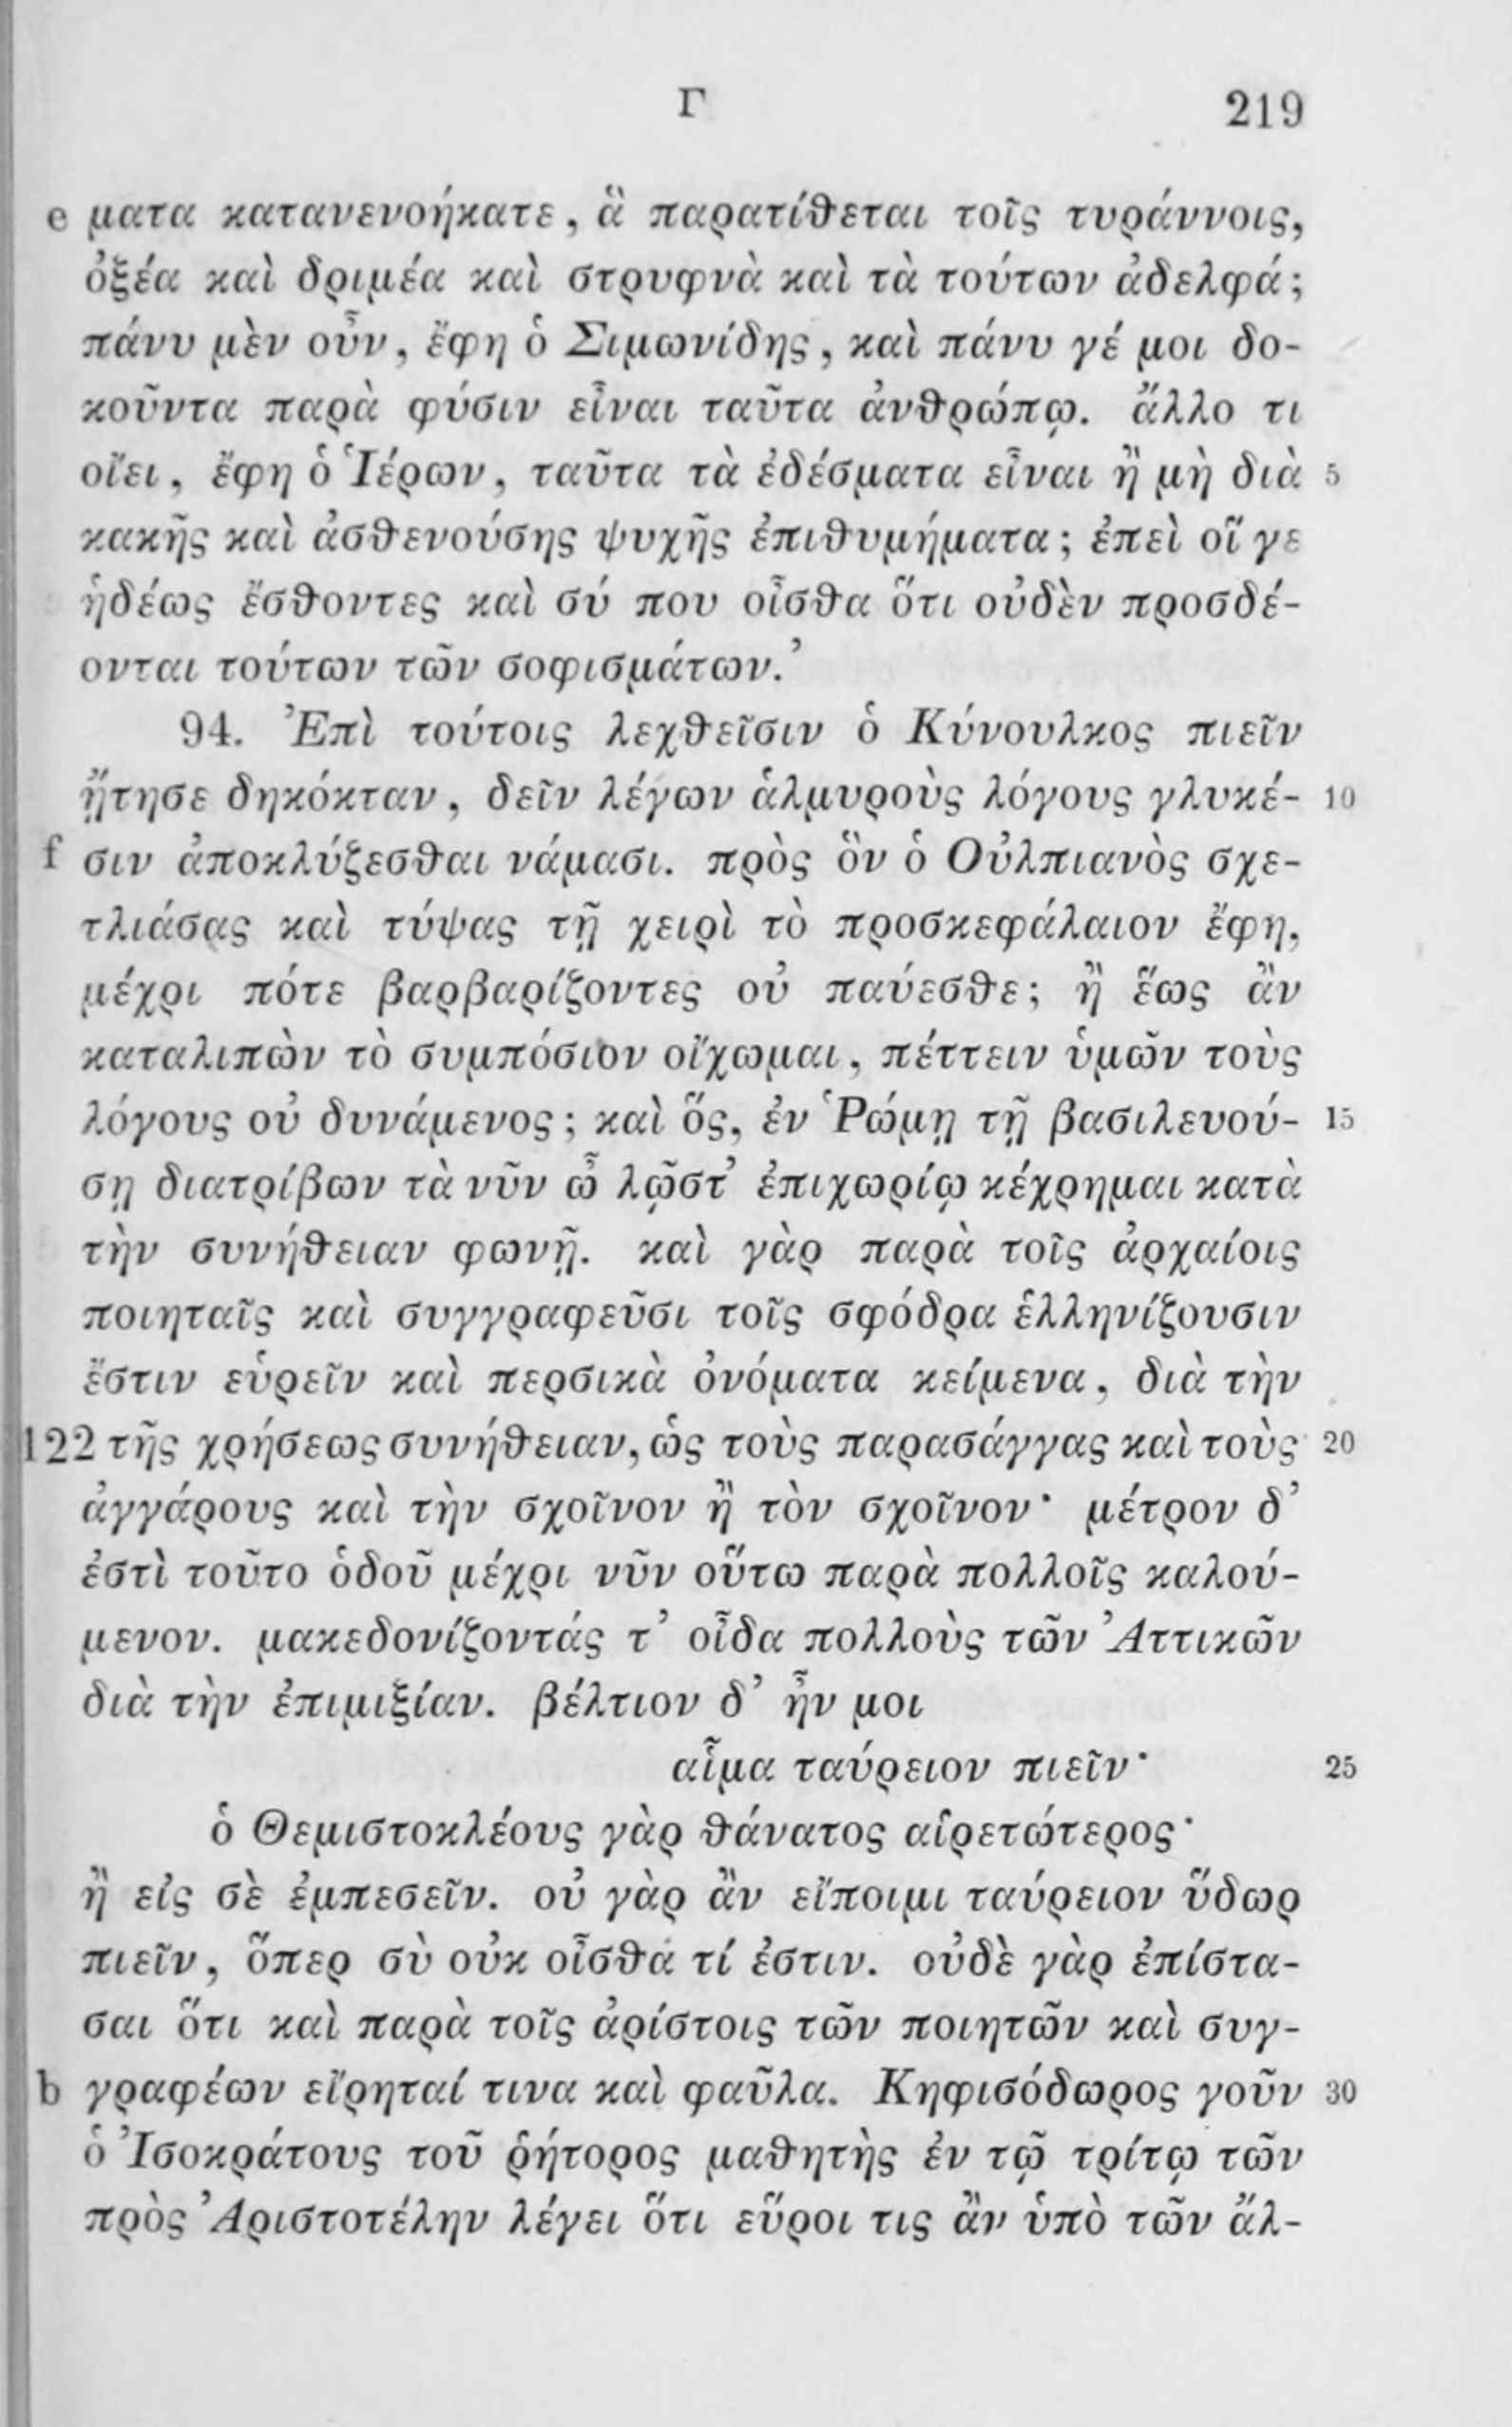 Γ 219
e ματα κατανενοήκατε, ἃ παρατίθεται τοῖς τυράννοις,
ὀξέα καὶ δριμέα καὶ στρυφνὰ καὶ τὰ τούτων ἀδελφά;
πάνυ μὲν οὖν, ἔφη ὁ Σιμωνίδης, καὶ πάνυ γέ μοι δο-
κοῦντα παρὰ φύσιν εἶναι ταῦτα ἀνθρώπῳ. ἄλλο τι
οἴει, ἔφη ὁ Ἱέρων, ταῦτα τὰ ἐδέσματα εἶναι ἢ μὴ διὰ 5
κακῆς καὶ ἀσθενούσης ψυχῆς ἐπιθυμήματα; ἐπεὶ οἵ γε
ἡδέως ἔσθοντες καὶ σύ που οἶσθα ὅτι οὐδὲν προσδέ-
ονται τούτων τῶν σοφισμάτων.’
94. Ἐπὶ τούτοις λεχθεῖσιν ὁ Κύνουλκος πιεῖν
ᾔτησε δηκόκταν, δεῖν λέγων ἁλμυροὺς λόγους γλυκέ- 10
f σιν ἀποκλύζεσθαι νάμασι. πρὸς ὃν ὁ Οὐλπιανὸς σχε-
τλιάσας καὶ τύψας τῇ χειρὶ τὸ προσκεφάλαιον ἔφη,
μέχρι πότε βαρβαρίζοντες οὐ παύεσθε; ἢ ἕως ἂν
καταλιπὼν τὸ συμπόσιον οἴχωμαι, πέττειν ὑμῶν τοὺς
λόγους οὐ δυνάμενος; καὶ ὅς, ἐν Ῥώμῃ τῇ βασιλευού- 15
σῃ διατρίβων τὰ νῦν ὦ λῷστ’ ἐπιχωρίῳ κέχρημαι κατὰ
τὴν συνήθειαν φωνῇ. καὶ γὰρ παρὰ τοῖς ἀρχαίοις
ποιηταῖς καὶ συγγραφεῦσι τοῖς σφόδρα ἑλληνίζουσιν
ἔστιν εὑρεῖν καὶ περσικὰ ὀνόματα κείμενα, διὰ τὴν
122 τῆς χρήσεως συνήθειαν, ὡς τοὺς παρασάγγας καὶ τοὺς 20
ἀγγάρους καὶ τὴν σχοῖνον ἢ τὸν σχοῖνον· μέτρον δ’
ἐστὶ τοῦτο ὁδοῦ μέχρι νῦν οὕτω παρὰ πολλοῖς καλού-
μενον. μακεδονίζοντάς τ’ οἶδα πολλοὺς τῶν Ἀττικῶν
διὰ τὴν ἐπιμιξίαν. βέλτιον δ’ ἦν μοι
αἷμα ταύρειον πιεῖν· 25
ὁ Θεμιστοκλέους γὰρ θάνατος αἱρετώτερος·
ἢ εἰς σὲ ἐμπεσεῖν. οὐ γὰρ ἂν εἴποιμι ταύρειον ὕδωρ
πιεῖν, ὅπερ σὺ οὐκ οἶσθα τί ἐστιν. οὐδὲ γὰρ ἐπίστα-
σαι ὅτι καὶ παρὰ τοῖς ἀρίστοις τῶν ποιητῶν καὶ συγ-
b γραφέων εἴρηταί τινα καὶ φαῦλα. Κηφισόδωρος γοῦν 30
ὁ Ἰσοκράτους τοῦ ῥήτορος μαθητὴς ἐν τῷ τρίτῳ τῶν
πρὸς Ἀριστοτέλην λέγει ὅτι εὕροι τις ἂν ὑπὸ τῶν ἄλ-